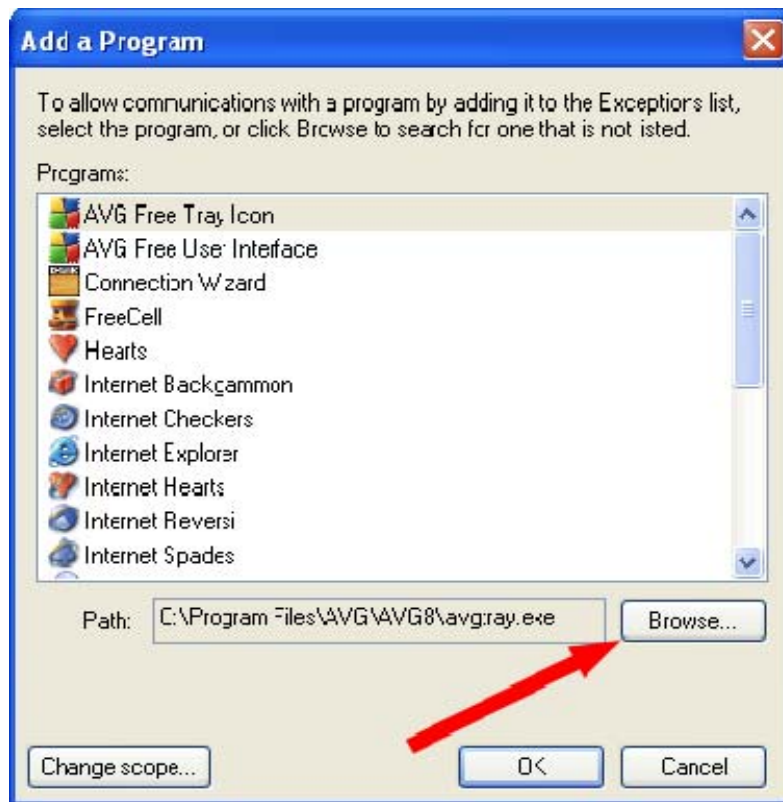 Add a Program
To allow communications with a program by adding it to the Exceptions list,
select the program, or click Browse to search for one that is not listed.
Programs:
AVG Free Tray Icon
AVG Free User Interface
Connection Wizard
FreeCell
Hearts
Internet Backgammon
Internet Checkers
Internet Explorer
Internet Hearts
Internet Reversi
Internet Spades
Path: C:\Program Files\AVG\AVG8\avgtray.exe Browse...
Change scope... OK Cancel